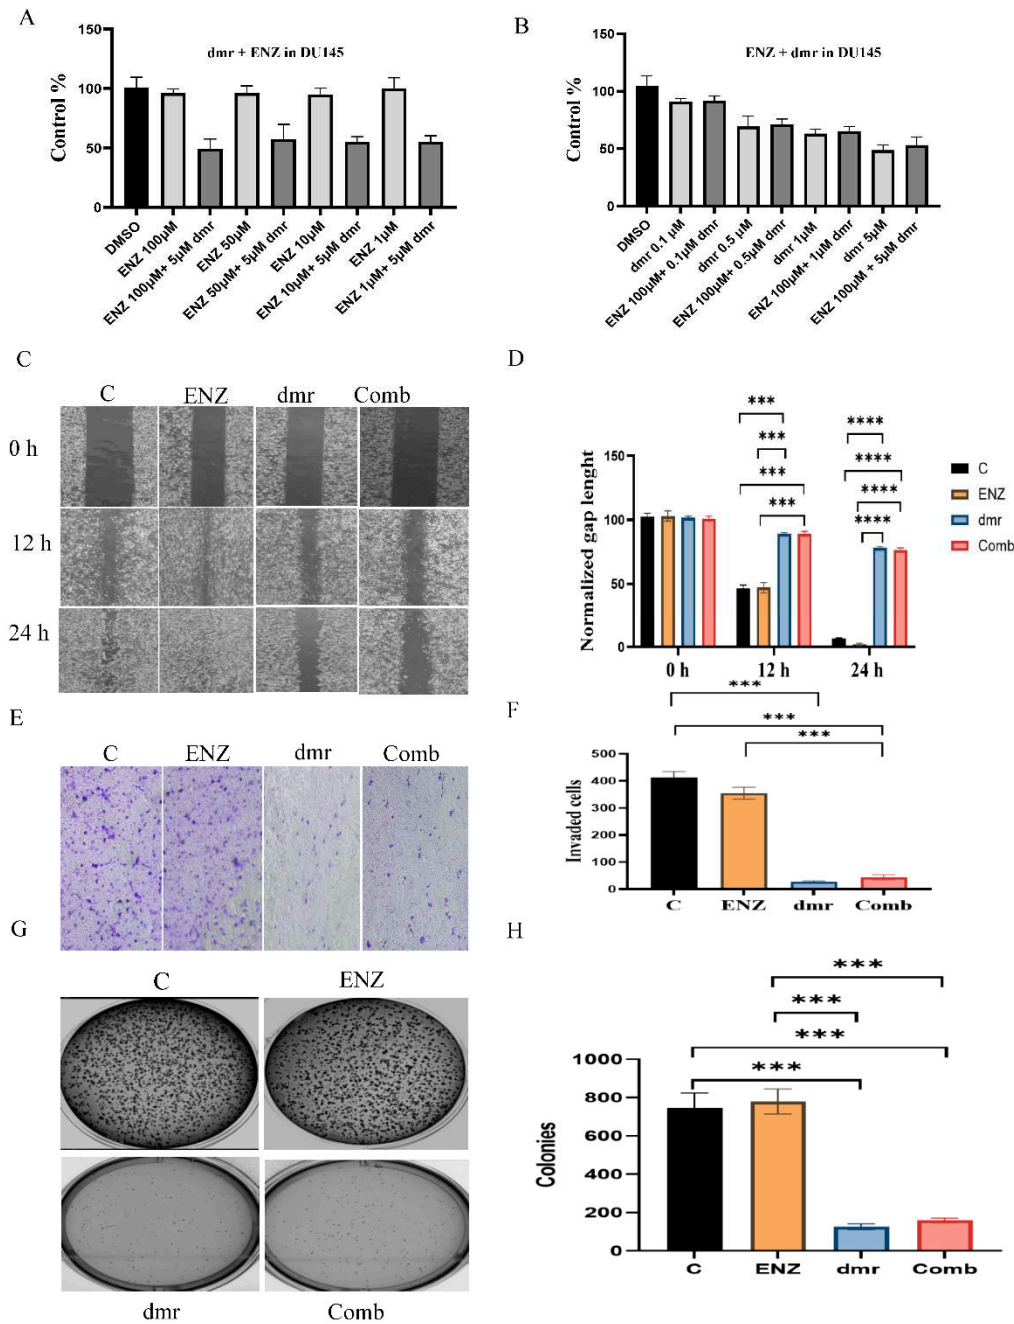 A
dmr + ENZ in DU145
Control %
150
100
50
0
DMSO
ENZ 100µM
ENZ 100µM+ 5µM dmr
ENZ 50µM
ENZ 50µM+ 5µM dmr
ENZ 10µM
ENZ 10µM+ 5µM dmr
ENZ 1µM
ENZ 1µM+ 5µM dmr
B
ENZ + dmr in DU145
Control %
150
100
50
0
DMSO
dmr 0.1 µM
ENZ 100µM+ 0.1µM dmr
dmr 0.5 µM
ENZ 100µM+ 0.5µM dmr
dmr 1µM
ENZ 100µM+ 1µM dmr
dmr 5µM
ENZ 100µM + 5µM dmr
C
C ENZ dmr Comb
0 h
12 h
24 h
D
Normalized gap lenght
150
100
50
0
*** ****
*** ****
*** ****
*** ****
0 h 12 h 24 h
C
ENZ
dmr
Comb
E
C ENZ dmr Comb
F
***
***
***
Invaded cells
500
400
300
200
100
0
C ENZ dmr Comb
G
C ENZ
dmr Comb
H
***
***
***
***
Colonies
1000
800
600
400
200
0
C ENZ dmr Comb